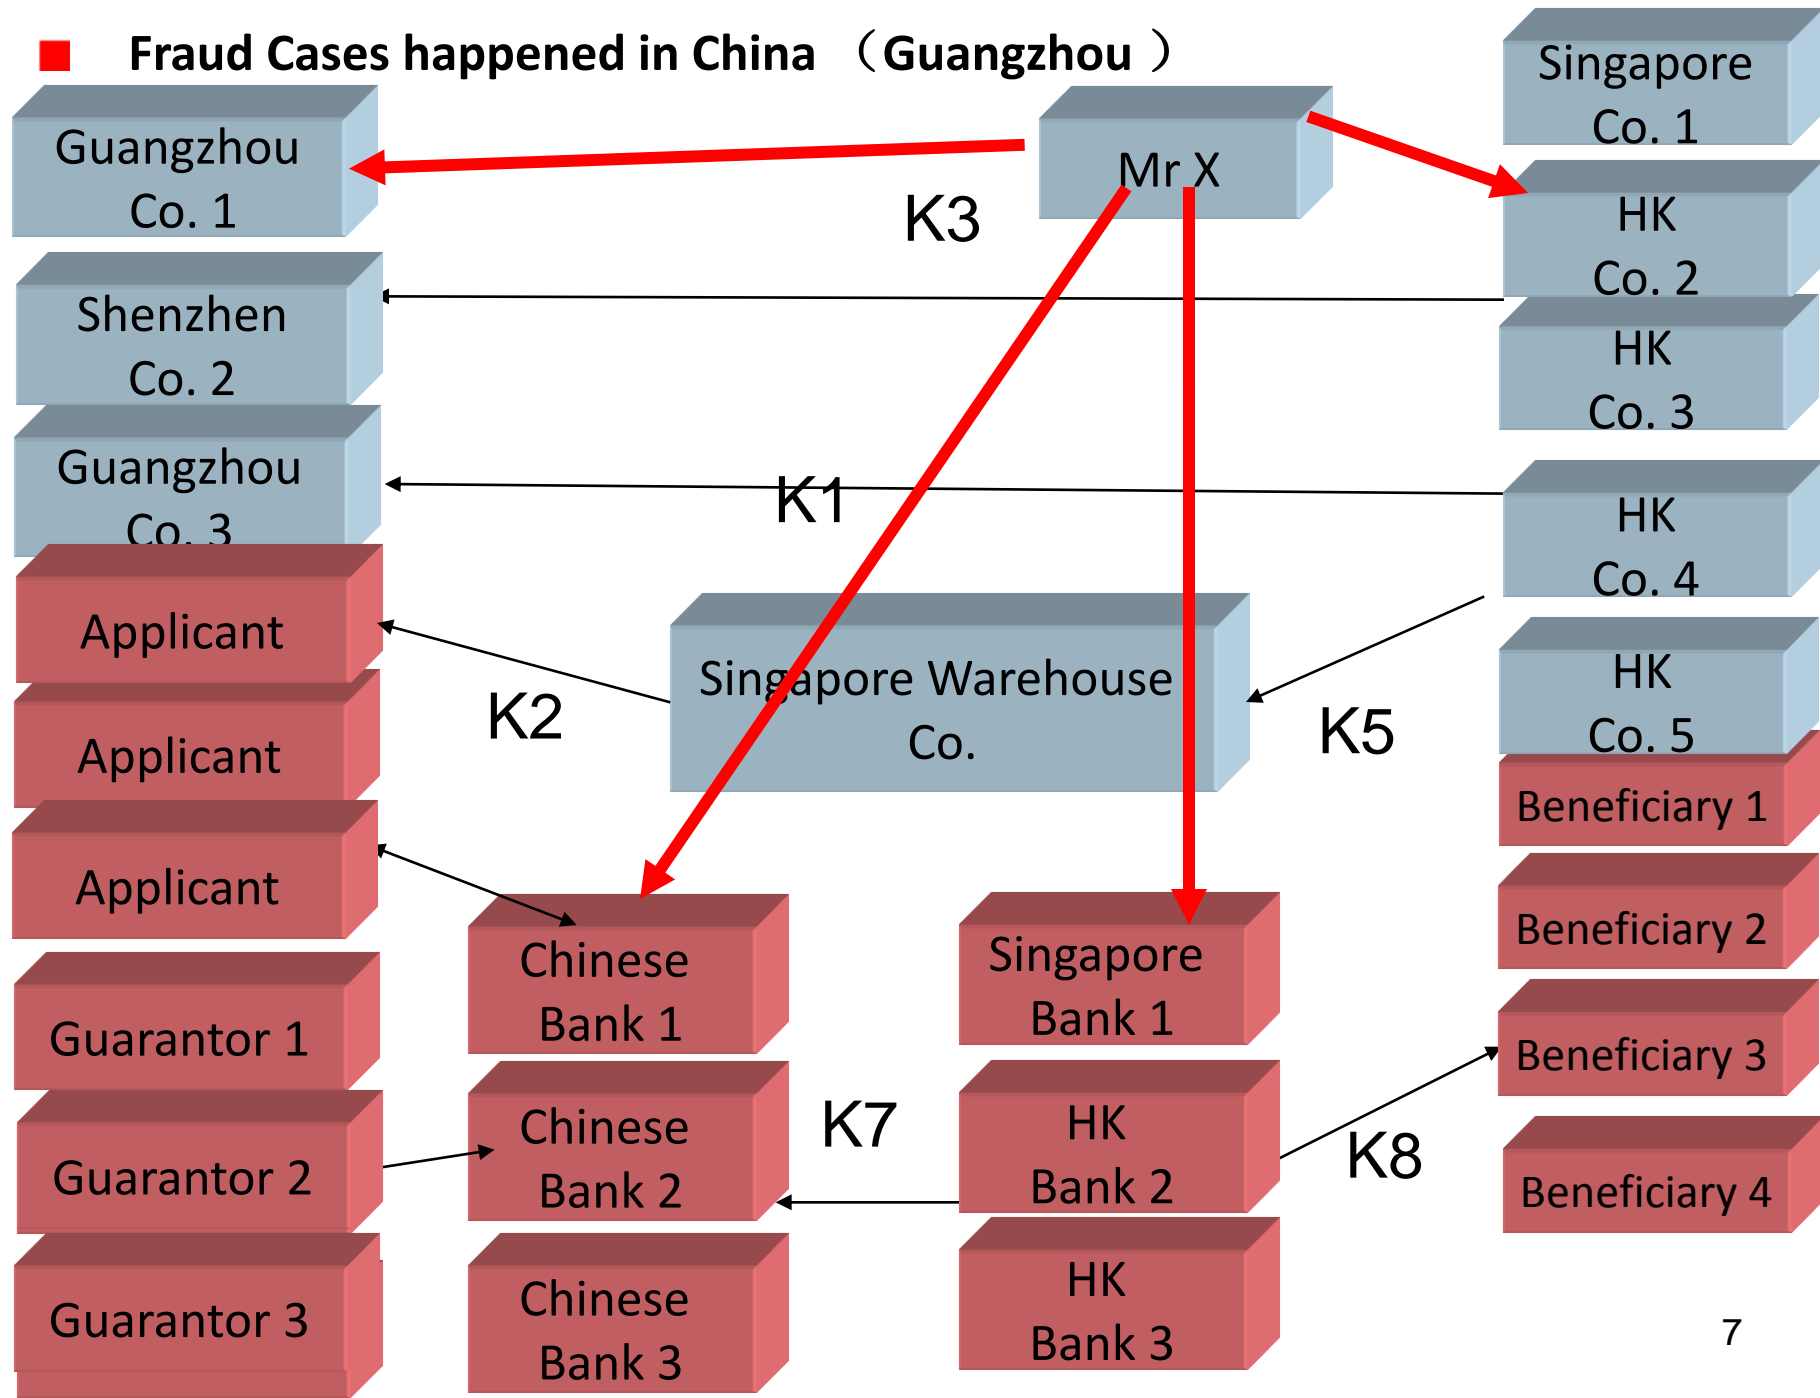 Fraud Cases happened in China （Guangzhou ）
Singapore
Co. 1
Guangzhou
Co. 1
Mr X
K3
HK
Co. 2
Shenzhen
Co. 2
HK
Co. 3
Guangzhou
Co. 3
K1
HK
Co. 4
Applicant
Singapore Warehouse
Co.
K2
K5
HK
Co. 5
Applicant
Beneficiary 1
Applicant
Beneficiary 2
Chinese
Bank 1
Singapore
Bank 1
Guarantor 1
Beneficiary 3
Chinese
Bank 2
K7
HK
Bank 2
K8
Guarantor 2
Beneficiary 4
Chinese
Bank 3
HK
Bank 3
Guarantor 3
7